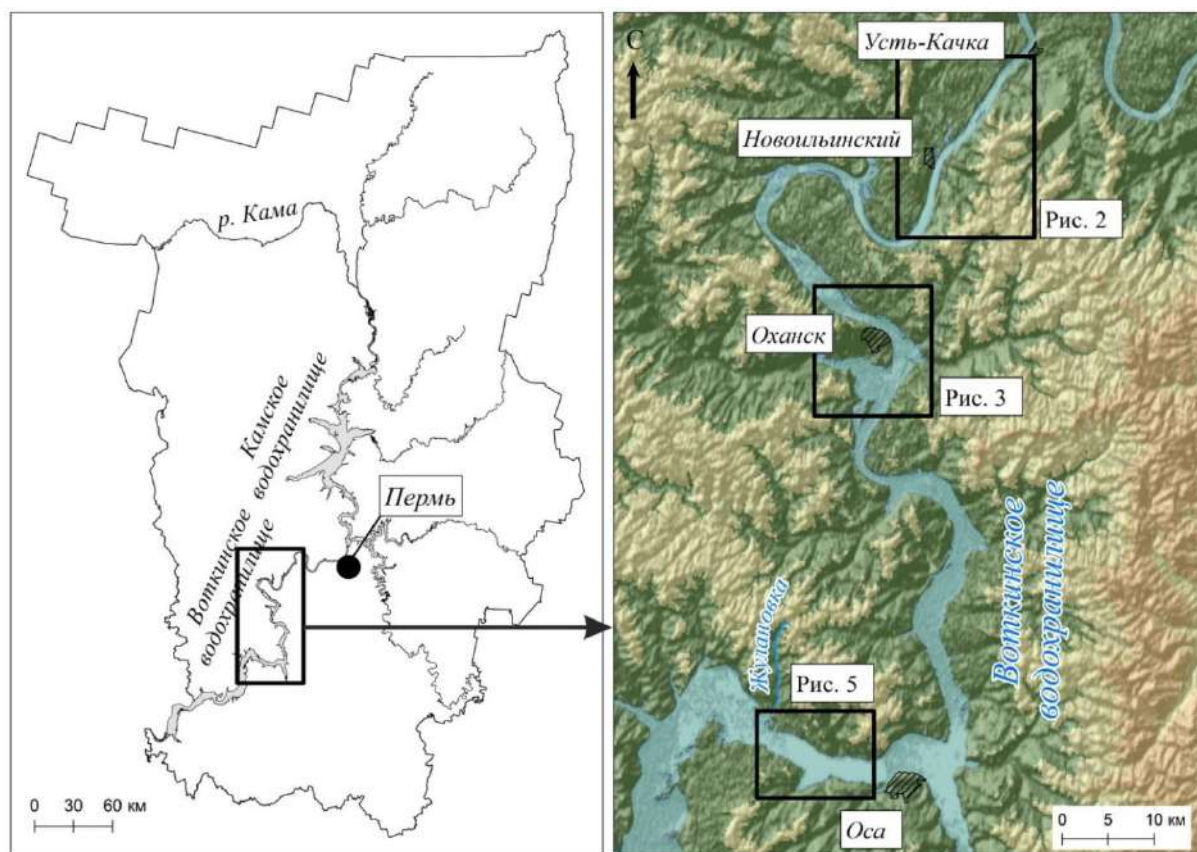 р. Кама
Камское
водохранилище
Воткинское
водохранилище
Пермь
0 30 60 км
С
Усть-Качка
Новоильинский
Рис. 2
Оханск
Рис. 3
Воткинское
водохранилище
Жулановка
Рис. 5
Оса
0 5 10 км